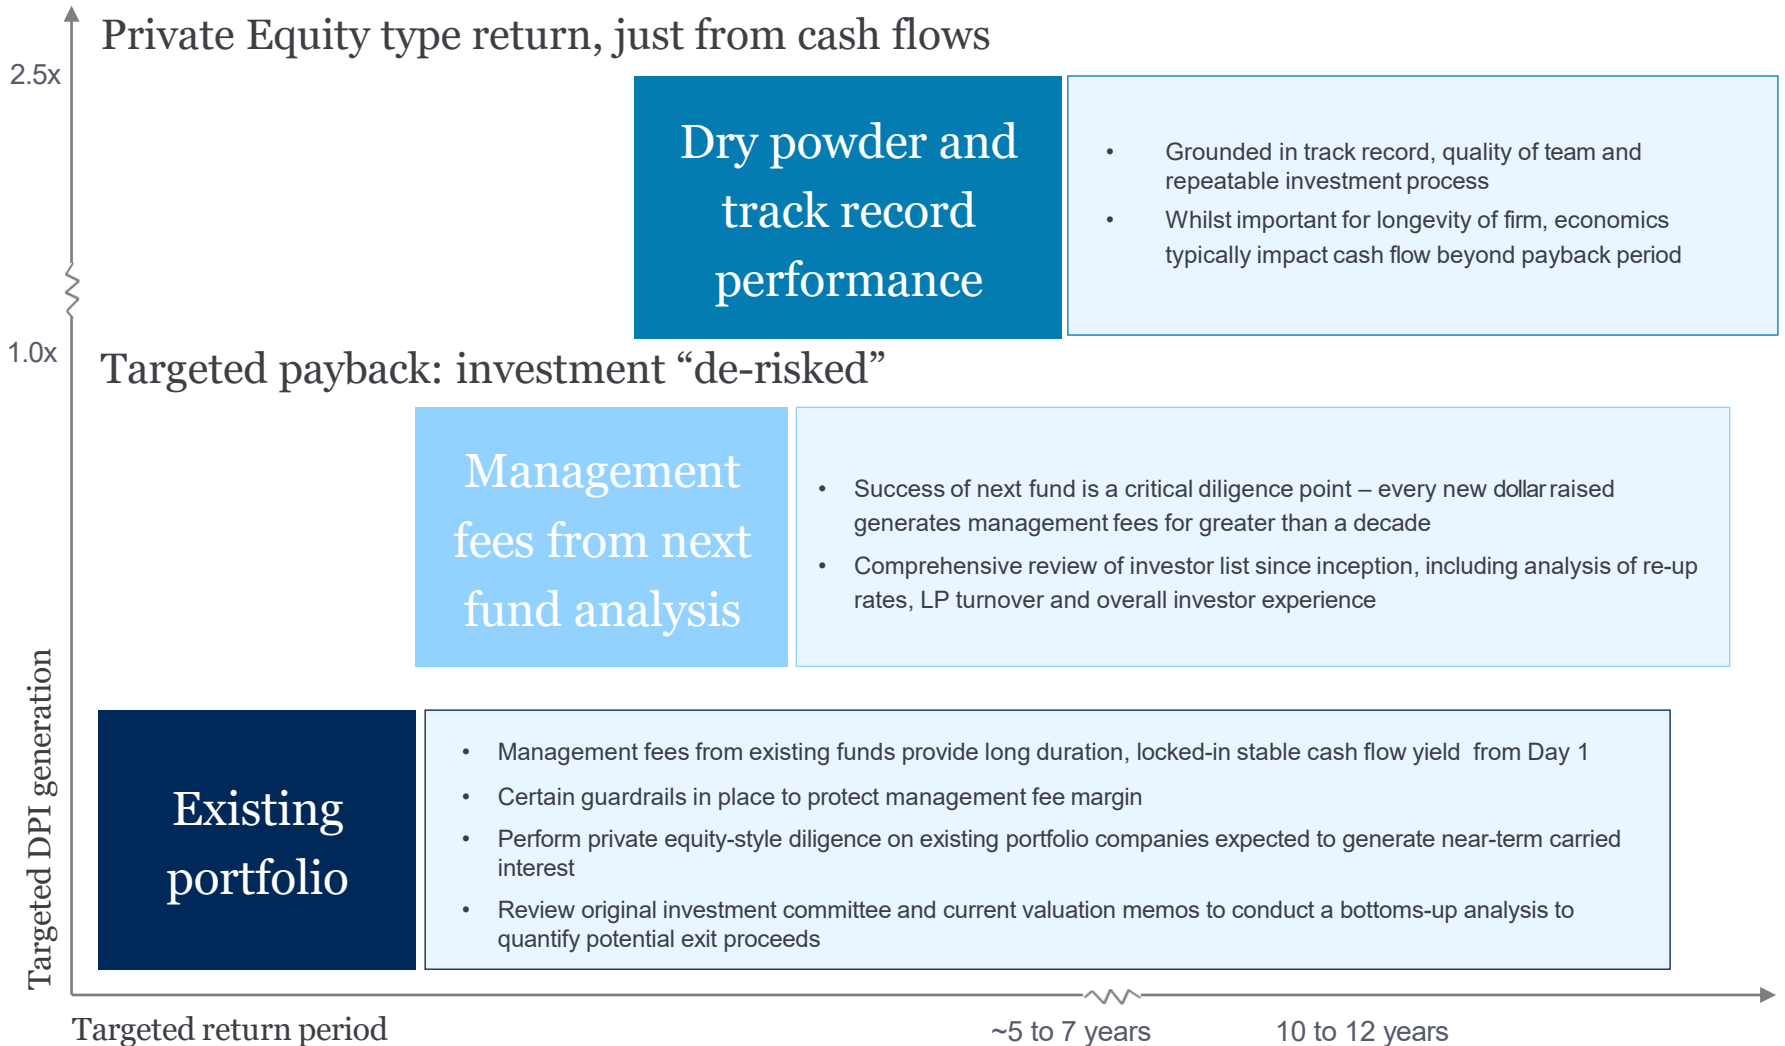 Private Equity type return, just from cash flows
2.5x
Dry powder and
track record
performance
• Grounded in track record, quality of team and
repeatable investment process
• Whilst important for longevity of firm, economics
typically impact cash flow beyond payback period
1.0x
Targeted payback: investment “de-risked”
Management
fees from next
fund analysis
• Success of next fund is a critical diligence point – every new dollar raised
generates management fees for greater than a decade
• Comprehensive review of investor list since inception, including analysis of re-up
rates, LP turnover and overall investor experience
Targeted DPI generation
Existing
portfolio
• Management fees from existing funds provide long duration, locked-in stable cash flow yield from Day 1
• Certain guardrails in place to protect management fee margin
• Perform private equity-style diligence on existing portfolio companies expected to generate near-term carried
interest
• Review original investment committee and current valuation memos to conduct a bottoms-up analysis to
quantify potential exit proceeds
Targeted return period
~5 to 7 years
10 to 12 years